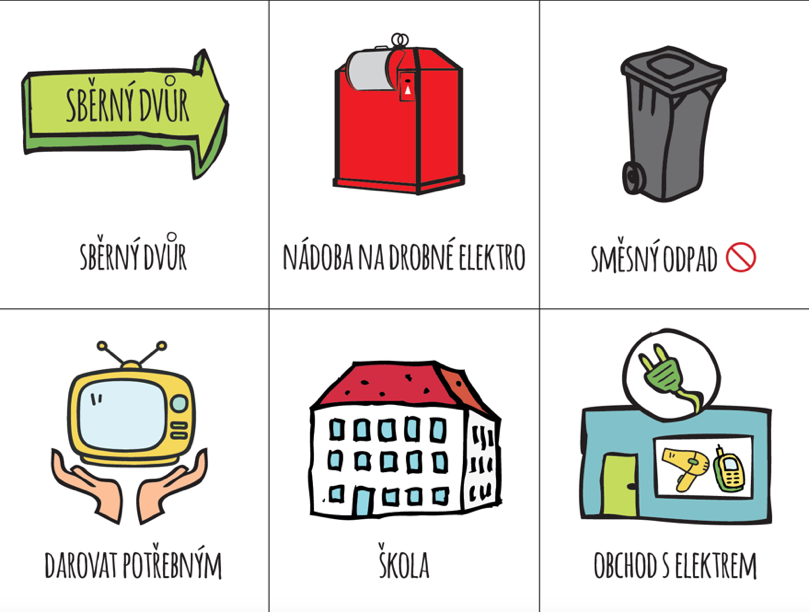 SBĚRNÝ DVŮR
SBĚRNÝ DVŮR
NÁDOBA NA DROBNÉ ELEKTRO
SMĚSNÝ ODPAD
DAROVAT POTŘEBNÝM
ŠKOLA
OBCHOD S ELEKTREM